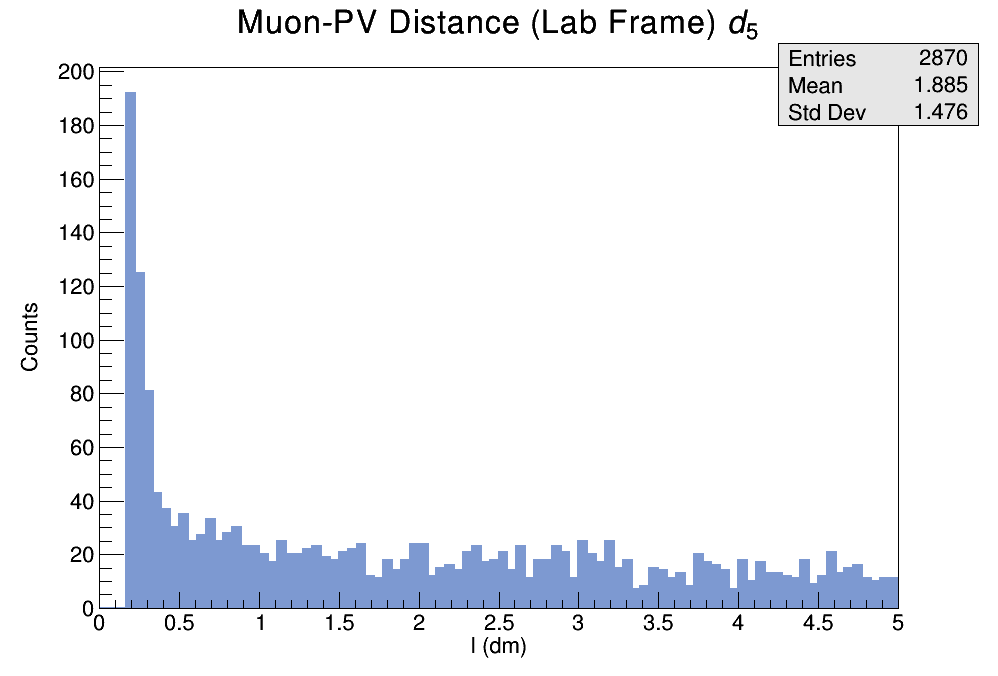 Muon-PV Distance (Lab Frame) d5
Entries 2870
Mean 1.885
Std Dev 1.476
200
180
160
140
120
100
80
60
40
20
0
Counts
0 0.5 1 1.5 2 2.5 3 3.5 4 4.5 5
l (dm)